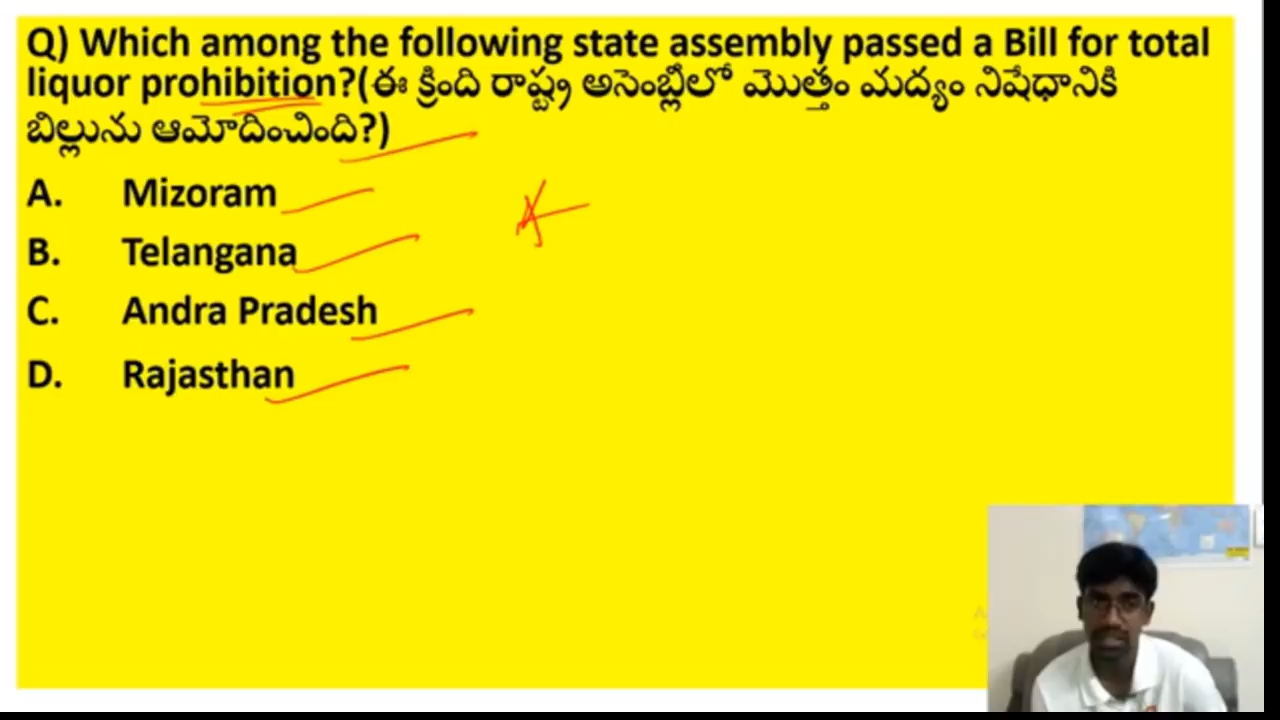 Q) Which among the following state assembly passed a Bill for total
liquor prohibition?(ఈ క్రింది రాష్ట్ర అసెంబ్లీలో మొత్తం మద్యం నిషేధానికి
బిల్లును ఆమోదించింది?)
A. Mizoram
B. Telangana
C. Andra Pradesh
D. Rajasthan